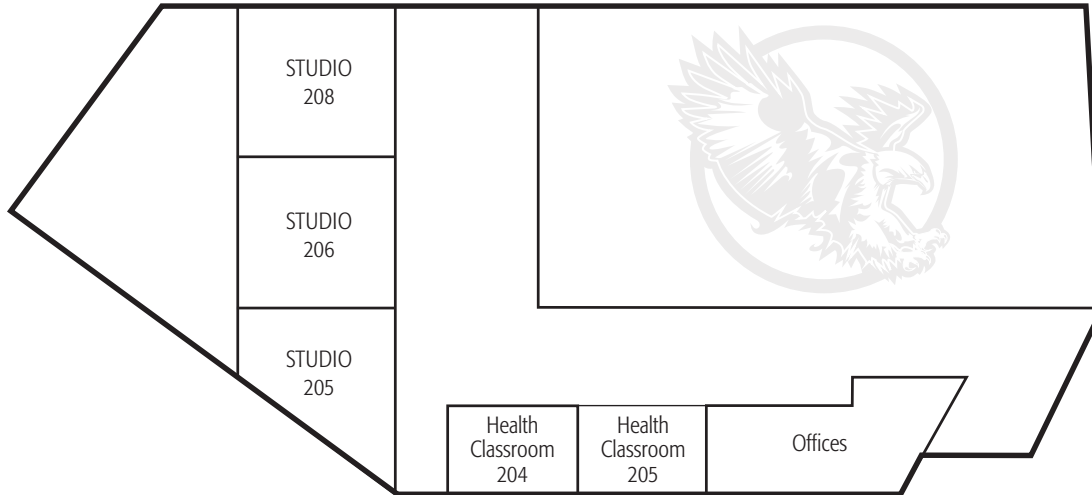 STUDIO
208
STUDIO
206
STUDIO
205
Health
Classroom
204
Health
Classroom
205
Offices